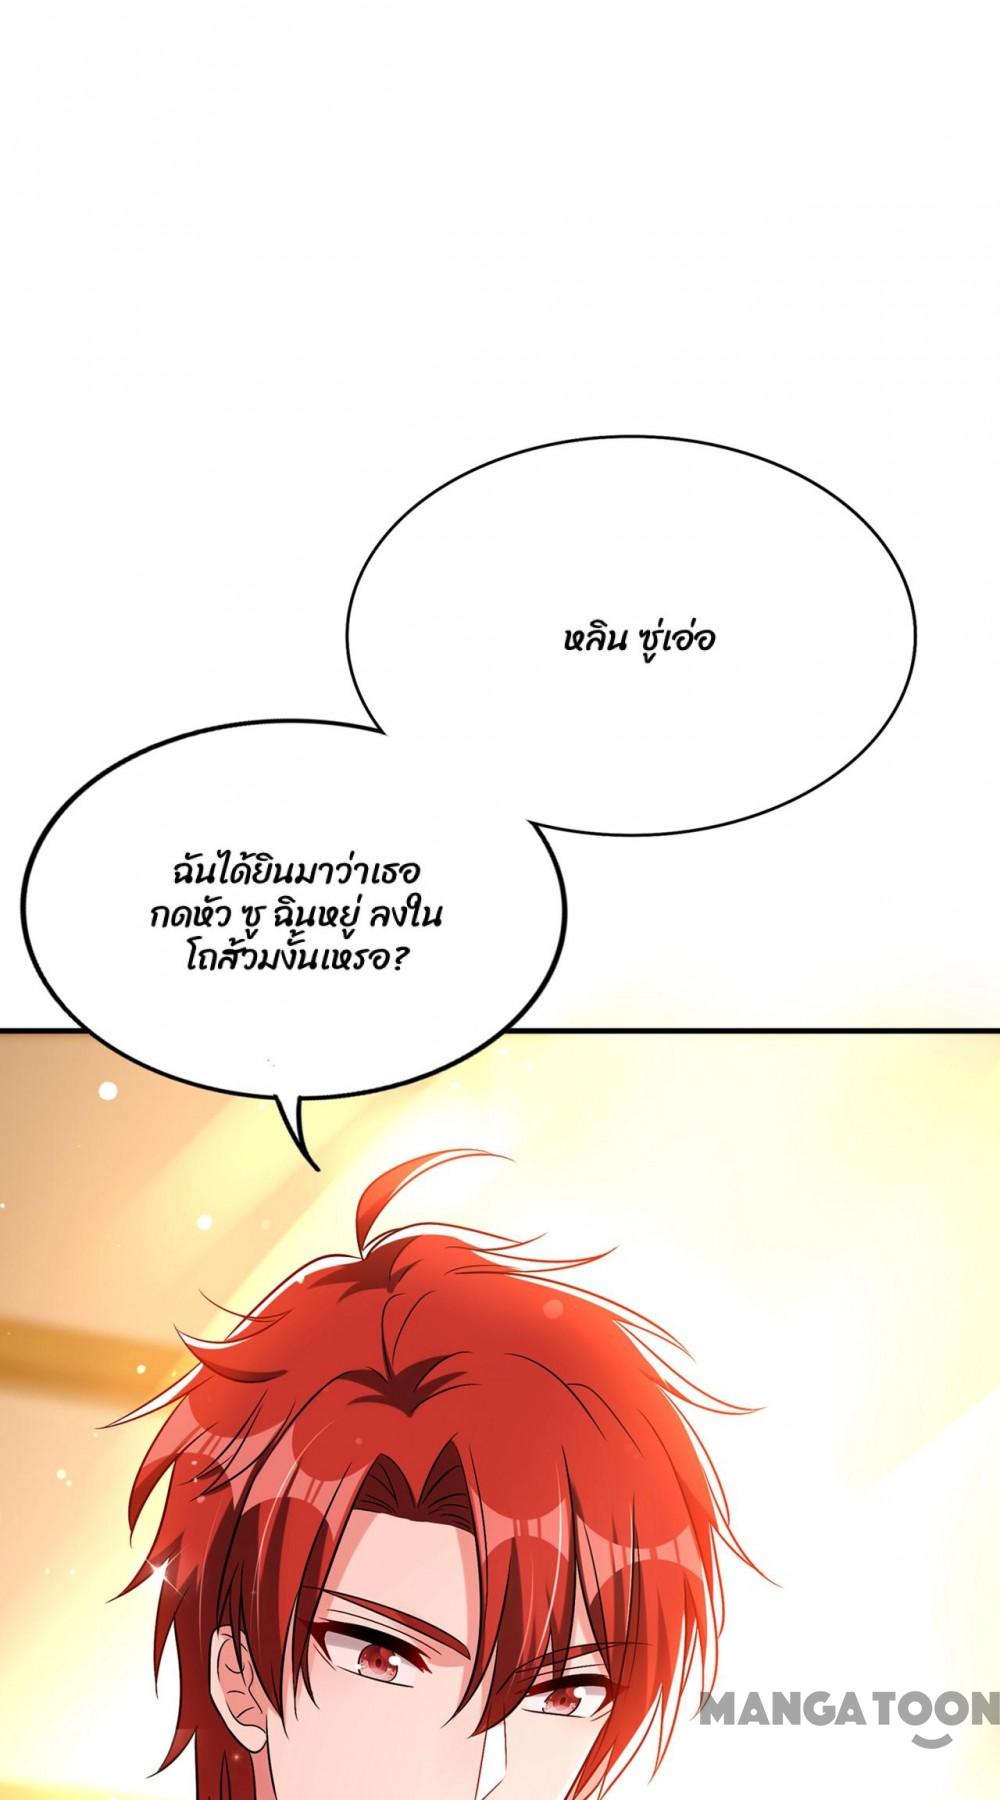 หลิน ซู่เอ่อ
ฉันได้ยินมาว่าเธอ
กดหัว ซู ฉินหยู่ ลงใน
โถส้วมงั้นเหรอ?
MANGATOON